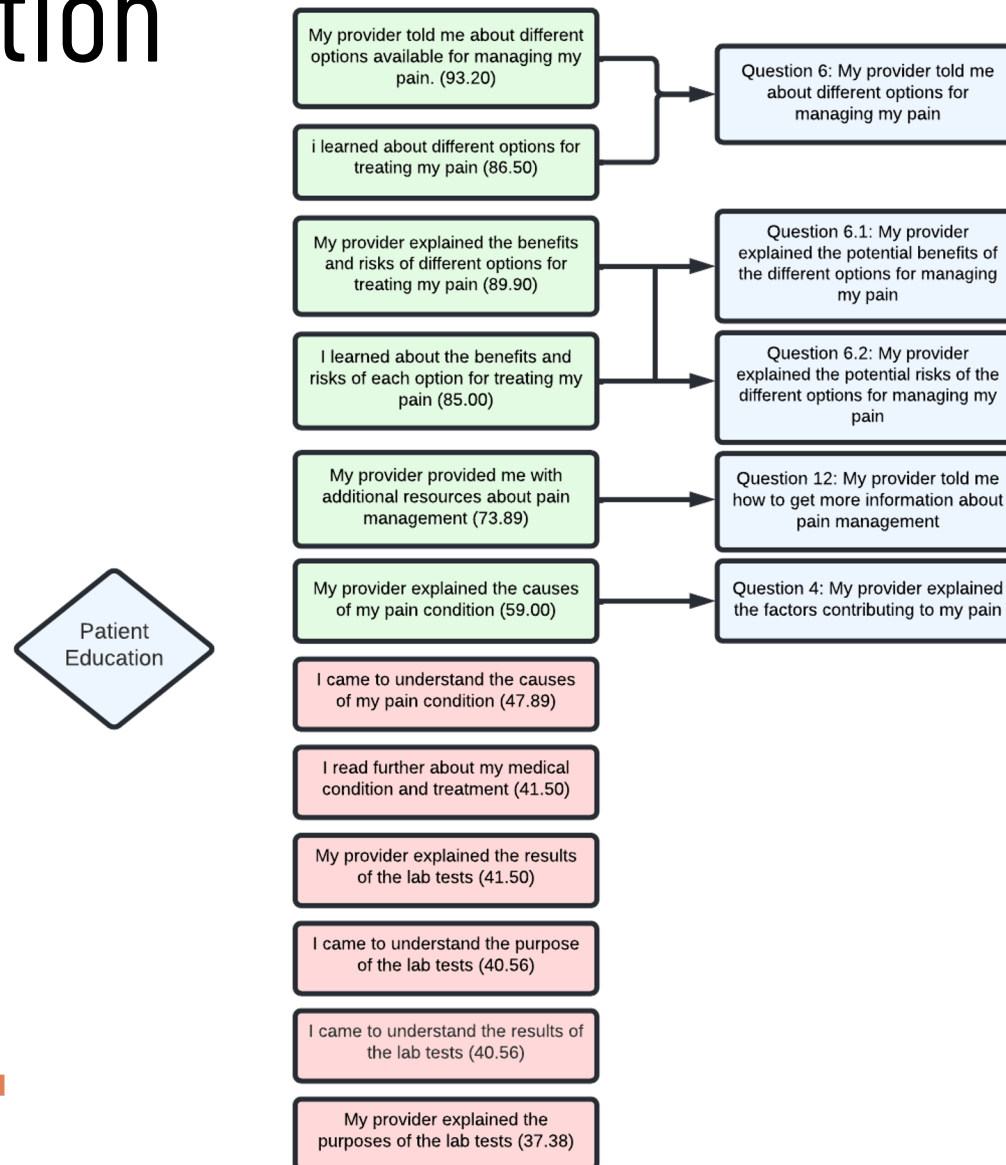 tion
My provider told me about different
options available for managing my
pain. (93.20)
Question 6: My provider told me
about different options for
managing my pain
i learned about different options for
treating my pain (86.50)
My provider explained the benefits
and risks of different options for
treating my pain (89.90)
Question 6.1: My provider
explained the potential benefits of
the different options for managing
my pain
I learned about the benefits and
risks of each option for treating my
pain (85.00)
Question 6.2: My provider
explained the potential risks of the
different options for managing my
pain
My provider provided me with
additional resources about pain
management (73.89)
Question 12: My provider told me
how to get more information about
pain management
My provider explained the causes
of my pain condition (59.00)
Question 4: My provider explained
the factors contributing to my pain
Patient
Education
I came to understand the causes
of my pain condition (47.89)
I read further about my medical
condition and treatment (41.50)
My provider explained the results
of the lab tests (41.50)
I came to understand the purpose
of the lab tests (40.56)
I came to understand the results of
the lab tests (40.56)
My provider explained the
purposes of the lab tests (37.38)